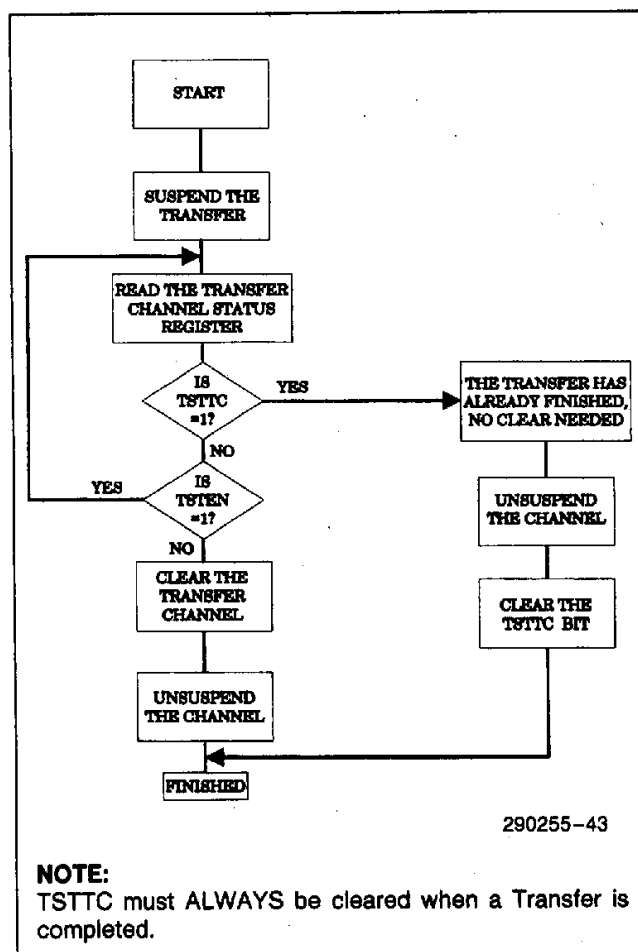 START
SUSPEND THE
TRANSFER
READ THE TRANSFER
CHANNEL STATUS
REGISTER
IS
TSTTC
=1?
YES
THE TRANSFER HAS
ALREADY FINISHED,
NO CLEAR NEEDED
NO
YES
IS
TSTEN
=1?
UNSUSPEND
THE CHANNEL
NO
CLEAR THE
TRANSFER
CHANNEL
CLEAR THE
TSTTC BIT
UNSUSPEND
THE CHANNEL
FINISHED
290255-43
NOTE:
TSTTC must ALWAYS be cleared when a Transfer is
completed.